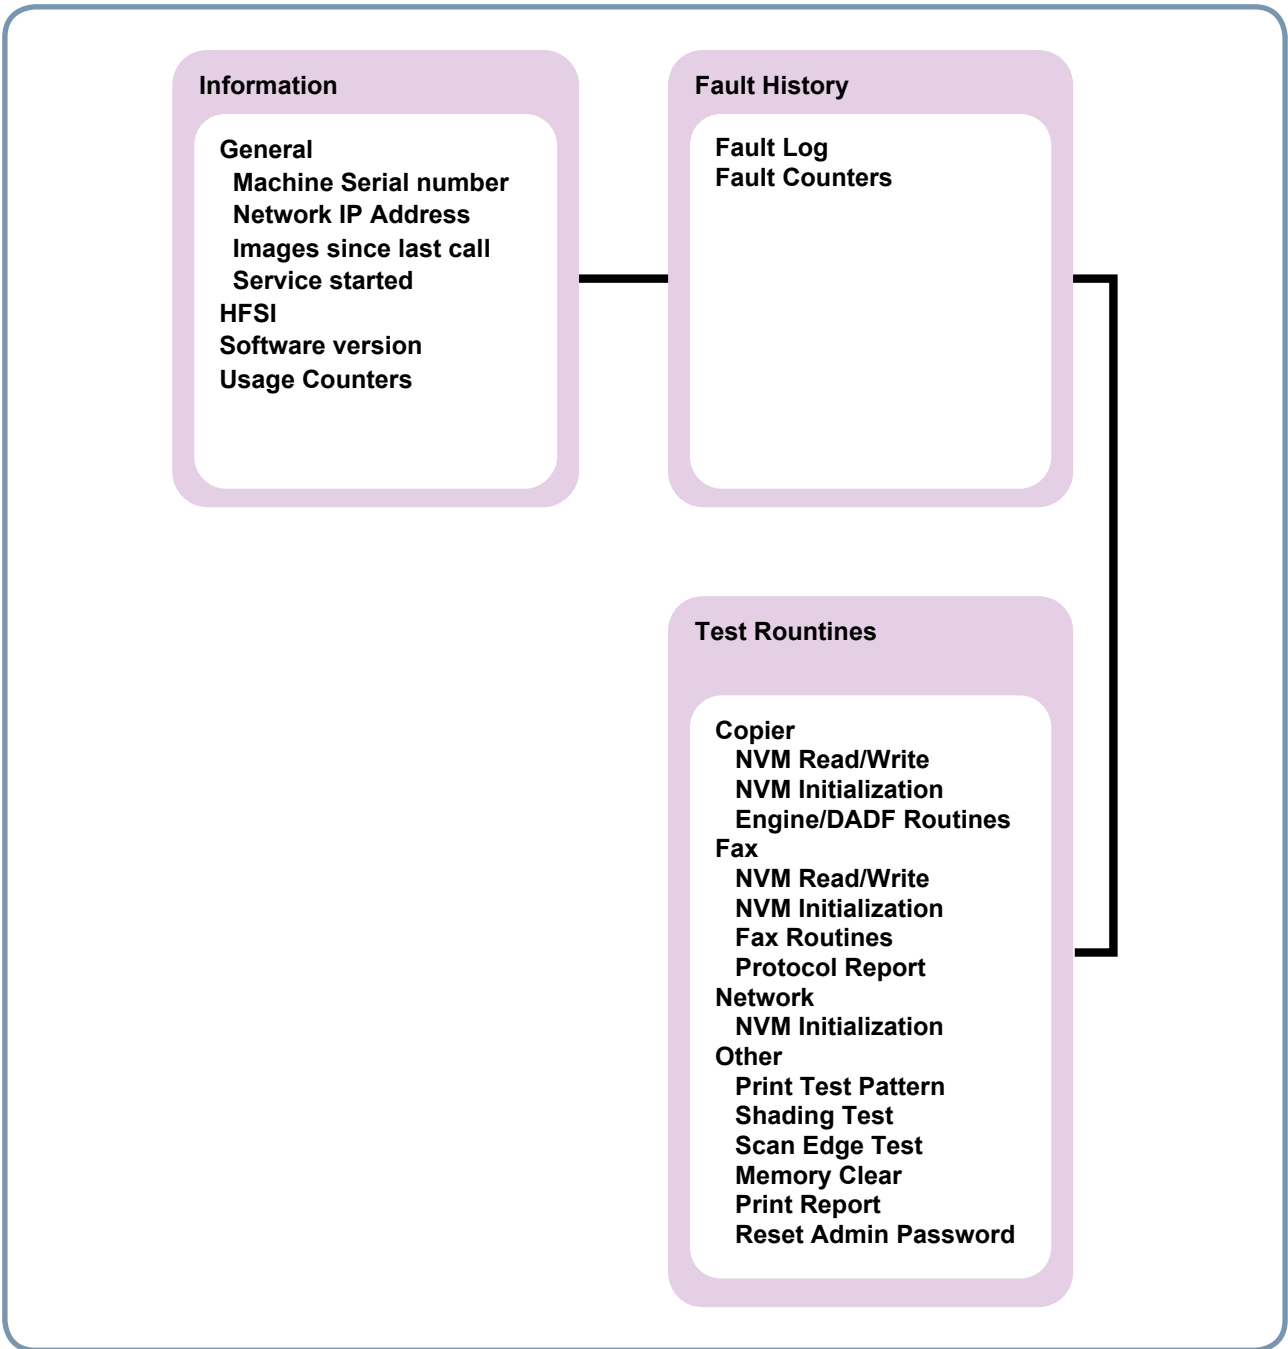 Information
General
Machine Serial number
Network IP Address
Images since last call
Service started
HFSI
Software version
Usage Counters
Fault History
Fault Log
Fault Counters
Test Rountines
Copier
NVM Read/Write
NVM Initialization
Engine/DADF Routines
Fax
NVM Read/Write
NVM Initialization
Fax Routines
Protocol Report
Network
NVM Initialization
Other
Print Test Pattern
Shading Test
Scan Edge Test
Memory Clear
Print Report
Reset Admin Password